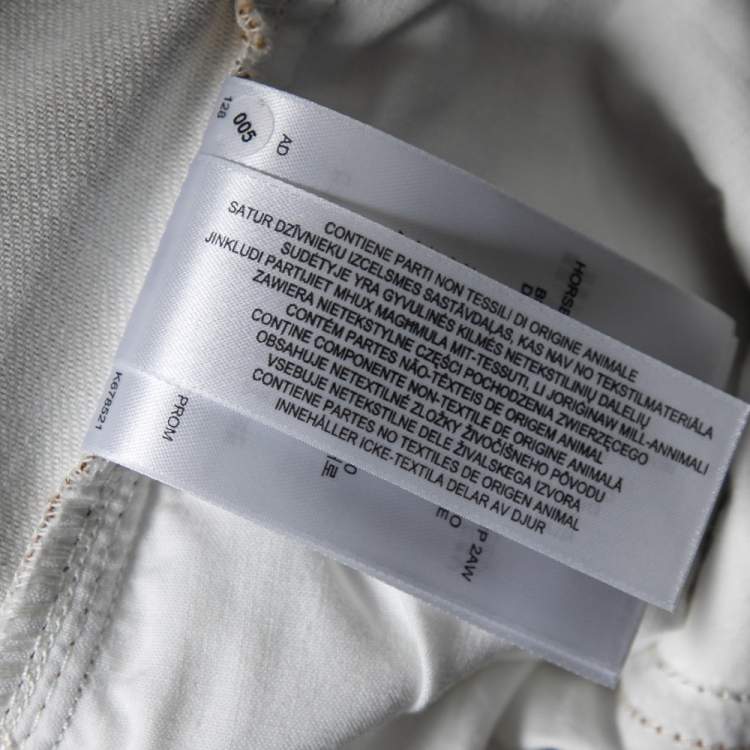 128
005
AD
HORSE
CONTIENE PARTI NON TESSILI DI ORIGINE ANIMALE
SATUR DZĪVNIEKU IZCELSMES SASTĀVDAĻAS, KAS NAV NO TEKSTILMATERIĀLA
SUDĖTYJE YRA GYVULINĖS KILMĖS NETEKSTILINIŲ DALELIŲ
JINKLUDI PARTIJIET MHUX MAGĦMULA MIT-TESSUTI, LI JORIĠINAW MILL-ANNIMALI
ZAWIERA NIETEKSTYLNE CZĘŚCI POCHODZENIA ZWIERZĘCEGO
CONTÉM PARTES NÃO-TÊXTEIS DE ORIGEM ANIMAL
CONȚINE COMPONENTE NON-TEXTILE DE ORIGINE ANIMALĂ
OBSAHUJE NETEXTILNÉ ZLOŽKY ŽIVOČÍŠNEHO PÔVODU
VSEBUJE NETEKSTILNE DELE ŽIVALSKEGA IZVORA
CONTIENE PARTES NO TEXTILES DE ORIGEN ANIMAL
INNEHÅLLER ICKE-TEXTILA DELAR AV DJUR
K678521
PROM
P 2AW